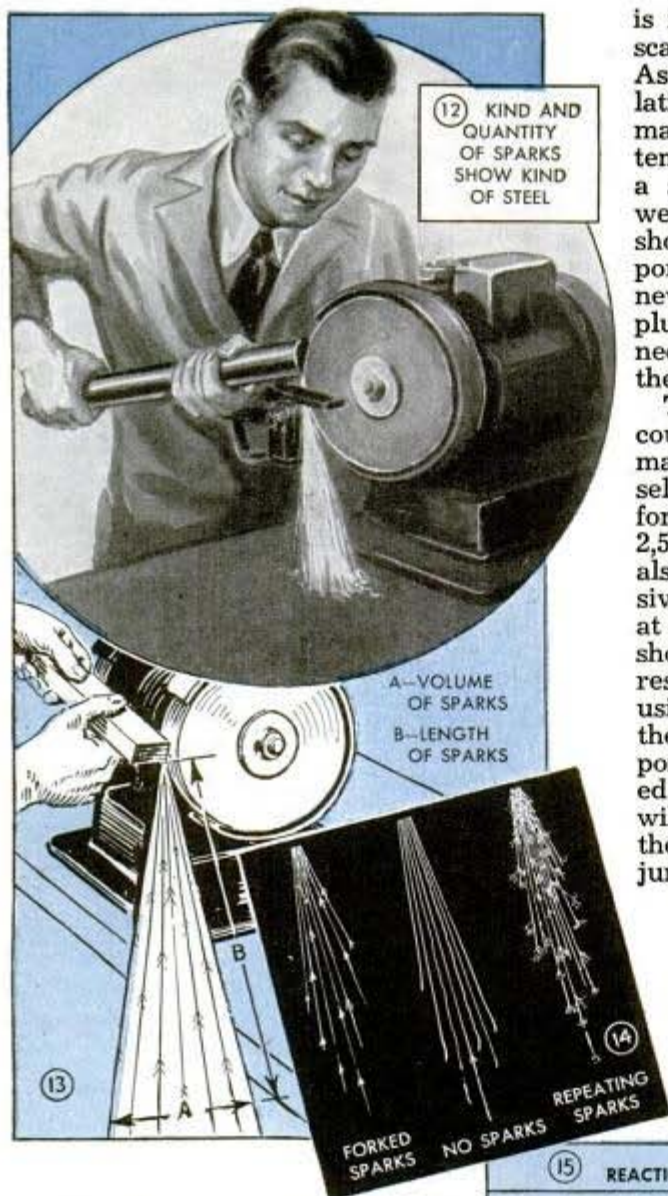 12 KIND AND
QUANTITY
OF SPARKS
SHOW KIND
OF STEEL
A—VOLUME
OF SPARKS
B—LENGTH
OF SPARKS
B
A
13
14
FORKED
SPARKS
NO SPARKS
REPEATING
SPARKS
is
sca
As
lat
ma
ten
a
we
sho
por
nev
plu
nec
the
T
cou
ma
sel
for
2,5
als
siv
at
sho
res
usi
the
po
ed
wi
the
jun
15 REACTI